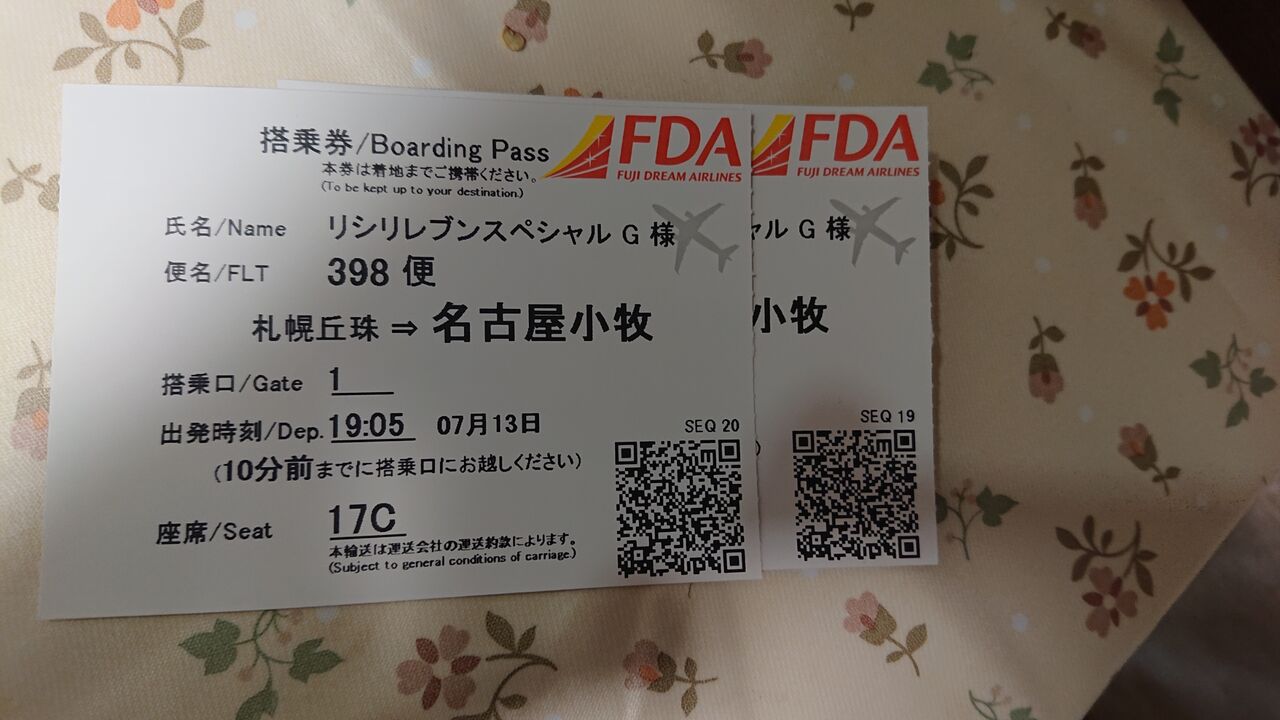 搭乗券/Boarding Pass
本券は着地までご携帯ください。
(To be kept up to your destination.)
FDA
FUJI DREAM AIRLINES
氏名/Name リシリレブンスペシャル G 様
便名/FLT 398 便
札幌丘珠 ⇒ 名古屋小牧
搭乗口/Gate 1
出発時刻/Dep. 19:05 07月13日
(10分前までに搭乗口にお越しください)
座席/Seat 17C
本輸送は運送会社の運送約款によります。
(Subject to general conditions of carriage.)
SEQ 20
FDA
FUJI DREAM AIRLINES
ャル G 様
小牧
SEQ 19